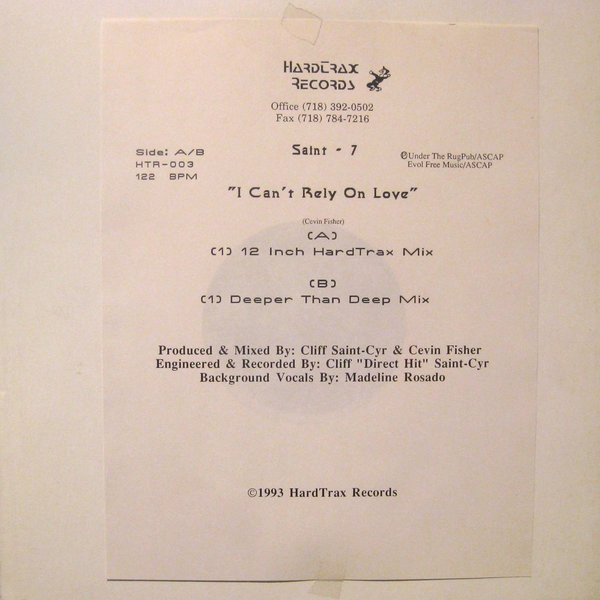 HardTrax
Records
Office (718) 392-0502
Fax (718) 784-7216
Side: A/B
HTR-003
122 BPM
Saint - 7
℗Under The RugPub/ASCAP
Evol Free Music/ASCAP
"I Can't Rely On Love"
(Cevin Fisher)
(A)
(1) 12 Inch HardTrax Mix
(B)
(1) Deeper Than Deep Mix
Produced & Mixed By: Cliff Saint-Cyr & Cevin Fisher
Engineered & Recorded By: Cliff "Direct Hit" Saint-Cyr
Background Vocals By: Madeline Rosado
©1993 HardTrax Records